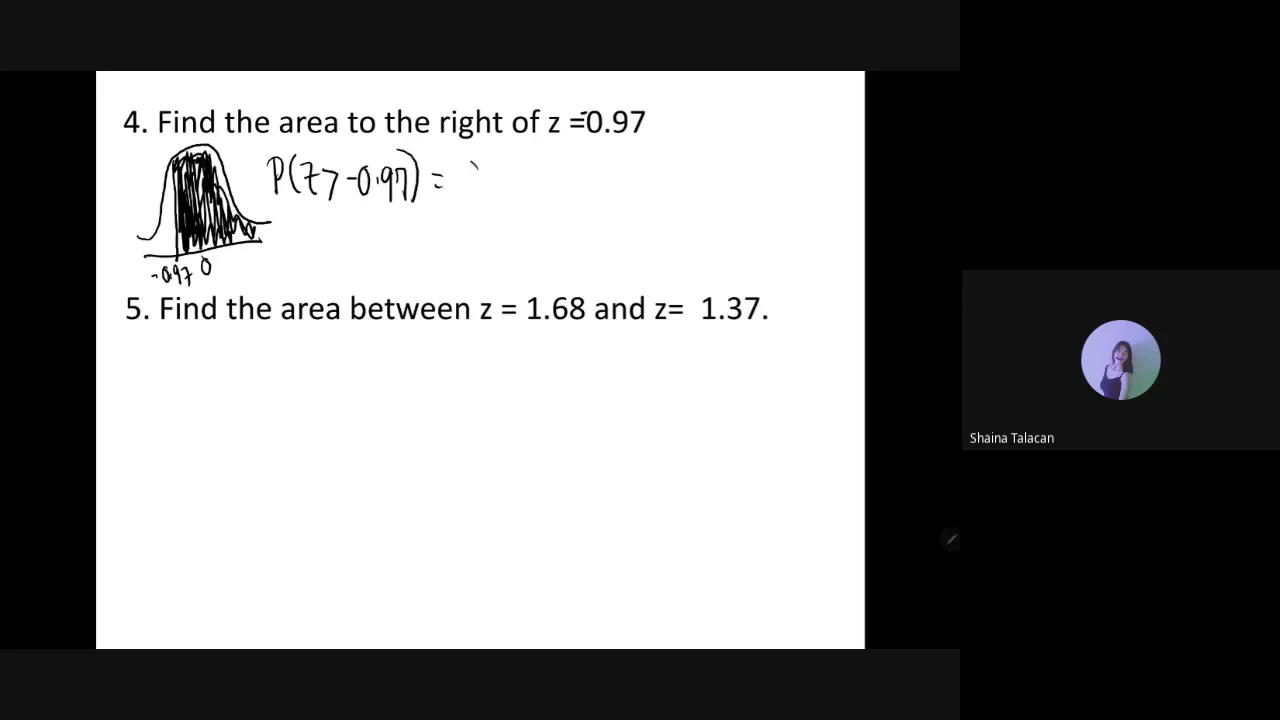 4. Find the area to the right of z =-0.97
P(Z > -0.97) =
-0.97 0
5. Find the area between z = 1.68 and z= 1.37.
Shaina Talacan